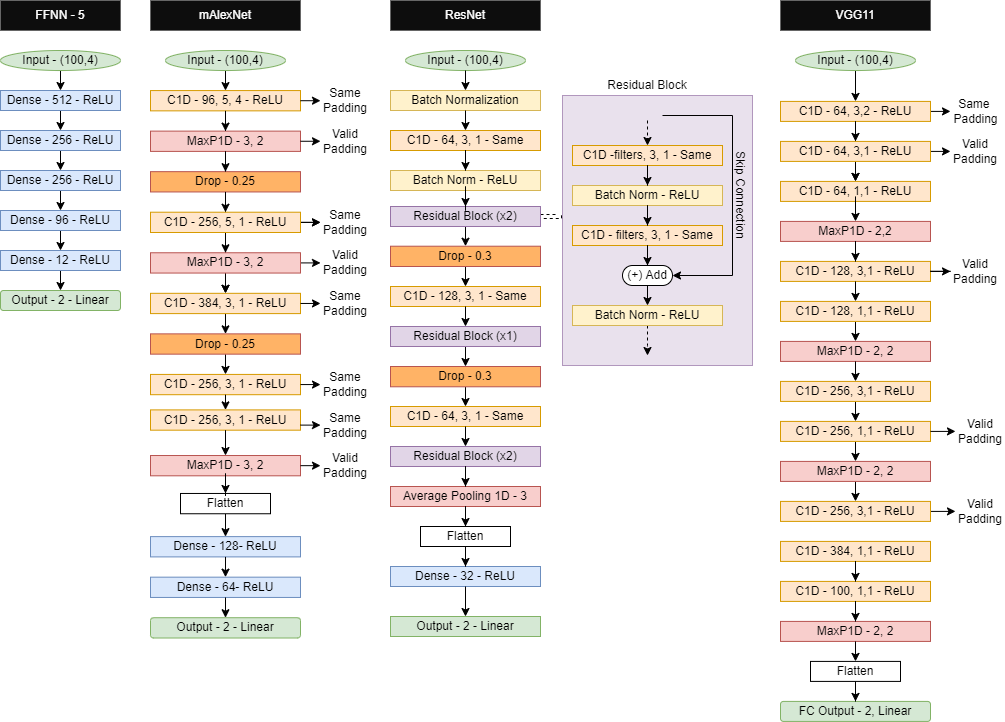 FFNN - 5
Input - (100,4)
Dense - 512 - ReLU
Dense - 256 - ReLU
Dense - 256 - ReLU
Dense - 96 - ReLU
Dense - 12 - ReLU
Output - 2 - Linear
mAlexNet
Input - (100,4)
C1D - 96, 5, 4 - ReLU
Same
Padding
MaxP1D - 3, 2
Valid
Padding
Drop - 0.25
C1D - 256, 5, 1 - ReLU
Same
Padding
MaxP1D - 3, 2
Valid
Padding
C1D - 384, 3, 1 - ReLU
Same
Padding
Drop - 0.25
C1D - 256, 3, 1 - ReLU
Same
Padding
C1D - 256, 3, 1 - ReLU
Same
Padding
MaxP1D - 3, 2
Valid
Padding
Flatten
Dense - 128- ReLU
Dense - 64- ReLU
Output - 2 - Linear
ResNet
Input - (100,4)
Batch Normalization
C1D - 64, 3, 1 - Same
Batch Norm - ReLU
Residual Block (x2)
Drop - 0.3
C1D - 128, 3, 1 - Same
Residual Block (x1)
Drop - 0.3
C1D - 64, 3, 1 - Same
Residual Block (x2)
Average Pooling 1D - 3
Flatten
Dense - 32 - ReLU
Output - 2 - Linear
Residual Block
C1D -filters, 3, 1 - Same
Batch Norm - ReLU
C1D - filters, 3, 1 - Same
(+) Add
Batch Norm - ReLU
Skip Connection
VGG11
Input - (100,4)
C1D - 64, 3,2 - ReLU
Same
Padding
C1D - 64, 3,1 - ReLU
Valid
Padding
C1D - 64, 1,1 - ReLU
MaxP1D - 2,2
C1D - 128, 3,1 - ReLU
Valid
Padding
C1D - 128, 1,1 - ReLU
MaxP1D - 2, 2
C1D - 256, 3,1 - ReLU
C1D - 256, 1,1 - ReLU
Valid
Padding
MaxP1D - 2, 2
C1D - 256, 3,1 - ReLU
Valid
Padding
C1D - 384, 1,1 - ReLU
C1D - 100, 1,1 - ReLU
MaxP1D - 2, 2
Flatten
FC Output - 2, Linear